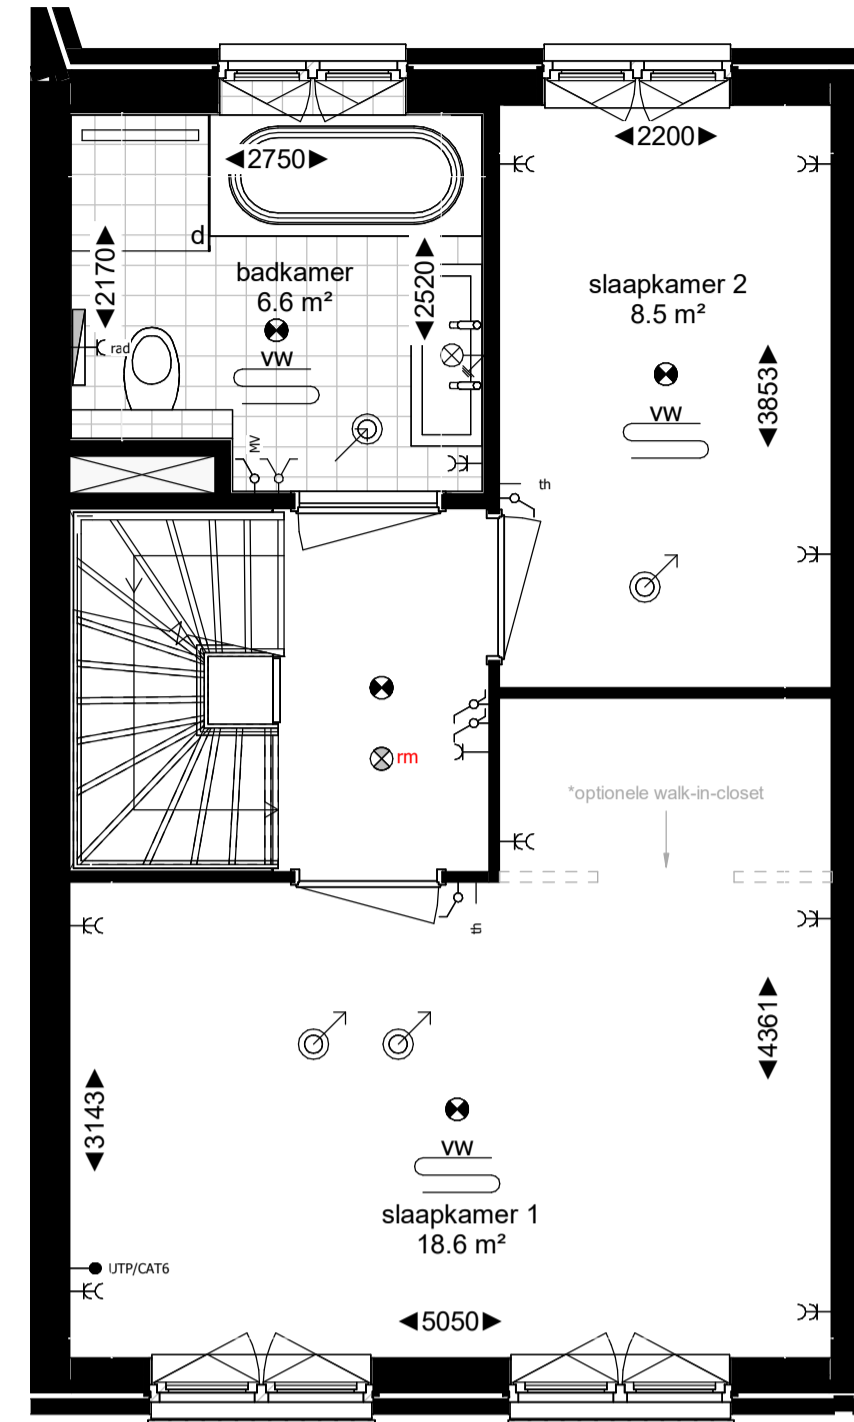 2200
2750
d
2170
badkamer
6.6 m²
2520
slaapkamer 2
8.5 m²
rad
vw
3853
vw
MV
th
rm
*optionele walk-in-closet
th
4361
3143
vw
slaapkamer 1
18.6 m²
UTP/CAT6
5050